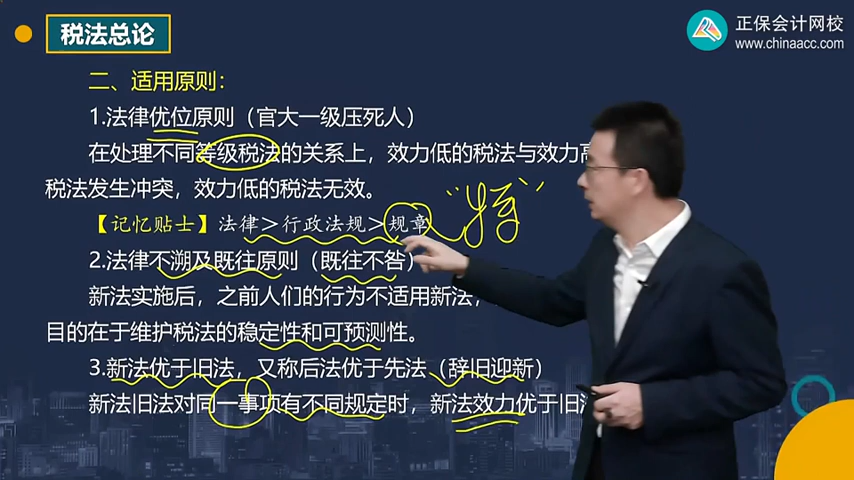 税法总论
正保会计网校
www.chinaacc.com
二、适用原则：
1.法律优位原则（官大一级压死人）
在处理不同等级税法的关系上，效力低的税法与效力高
税法发生冲突，效力低的税法无效。
【记忆贴士】法律＞行政法规＞规章
2.法律不溯及既往原则（既往不咎）
新法实施后，之前人们的行为不适用新法，
目的在于维护税法的稳定性和可预测性。
3.新法优于旧法，又称后法优于先法（辞旧迎新）
新法旧法对同一事项有不同规定时，新法效力优于旧法